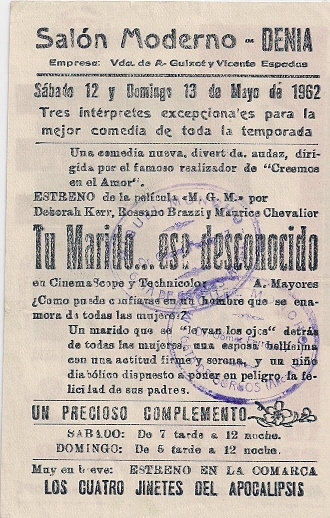 Salón Moderno - DENIA
Empresa: Vda. de A. Guixot y Vicente Espadas
Sábado 12 y Domingo 13 de Mayo de 1962
Tres intérpretes excepcionales para la
mejor comedia de toda la temporada
Una comedia nueva, divertida, audaz, diri-
gida por el famoso realizador de "Creemos
en el Amor".
ESTRENO de la película «M. G. M.» por
Deborah Kerr, Rossano Brazzi y Maurice Chevalier
Tu Marido... ese desconocido
en CinemaScope y Technicolor A. Mayores
¿Como puede confiarse en un hombre que se ena-
mora de todas las mujeres?
Un marido que se "le van los ojos" detrás
de todas las mujeres, una esposa bellísima
con una actitud firme y serena, y un niño
diabólico dispuesto a poner en peligro la fe-
licidad de sus padres.
UN PRECIOSO COMPLEMENTO
SABADO: De 7 tarde a 12 noche.
DOMINGO: De 5 tarde a 12 noche.
Muy en breve: ESTRENO EN LA COMARCA
LOS CUATRO JINETES DEL APOCALIPSIS